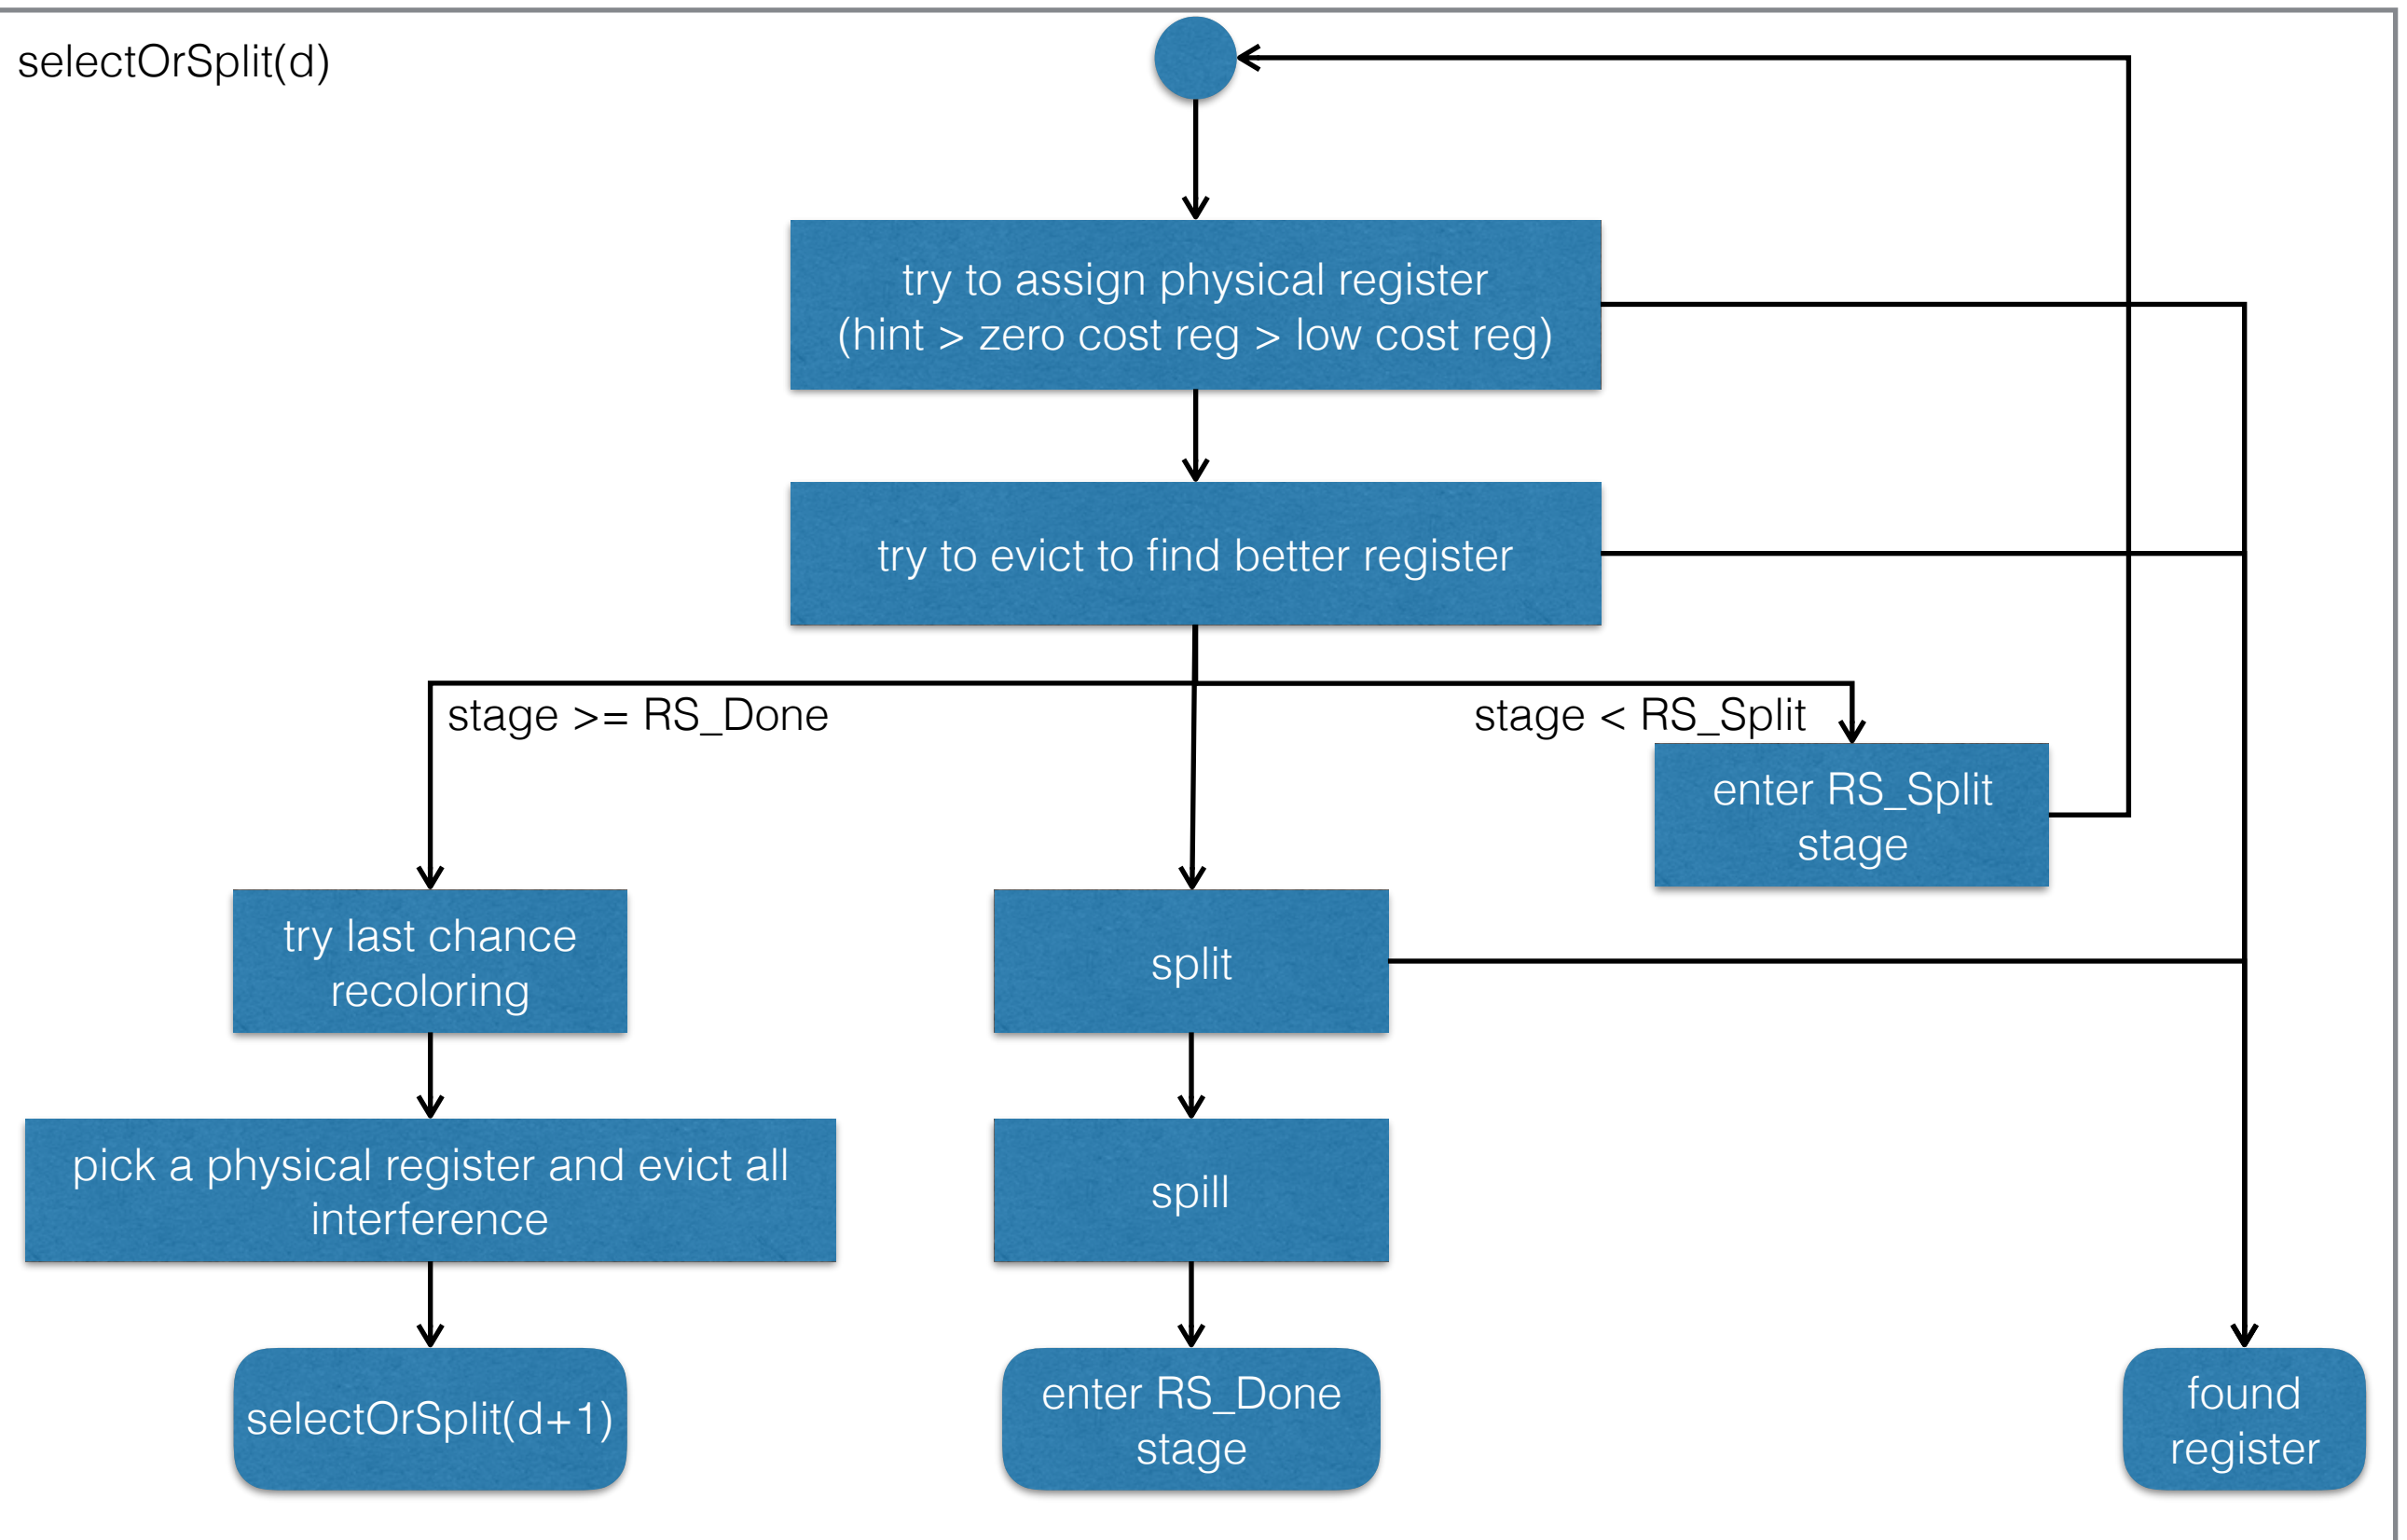 selectOrSplit(d)
try to assign physical register
(hint > zero cost reg > low cost reg)
try to evict to find better register
stage >= RS_Done
stage < RS_Split
enter RS_Split
stage
try last chance
recoloring
split
pick a physical register and evict all
interference
spill
selectOrSplit(d+1)
enter RS_Done
stage
found
register